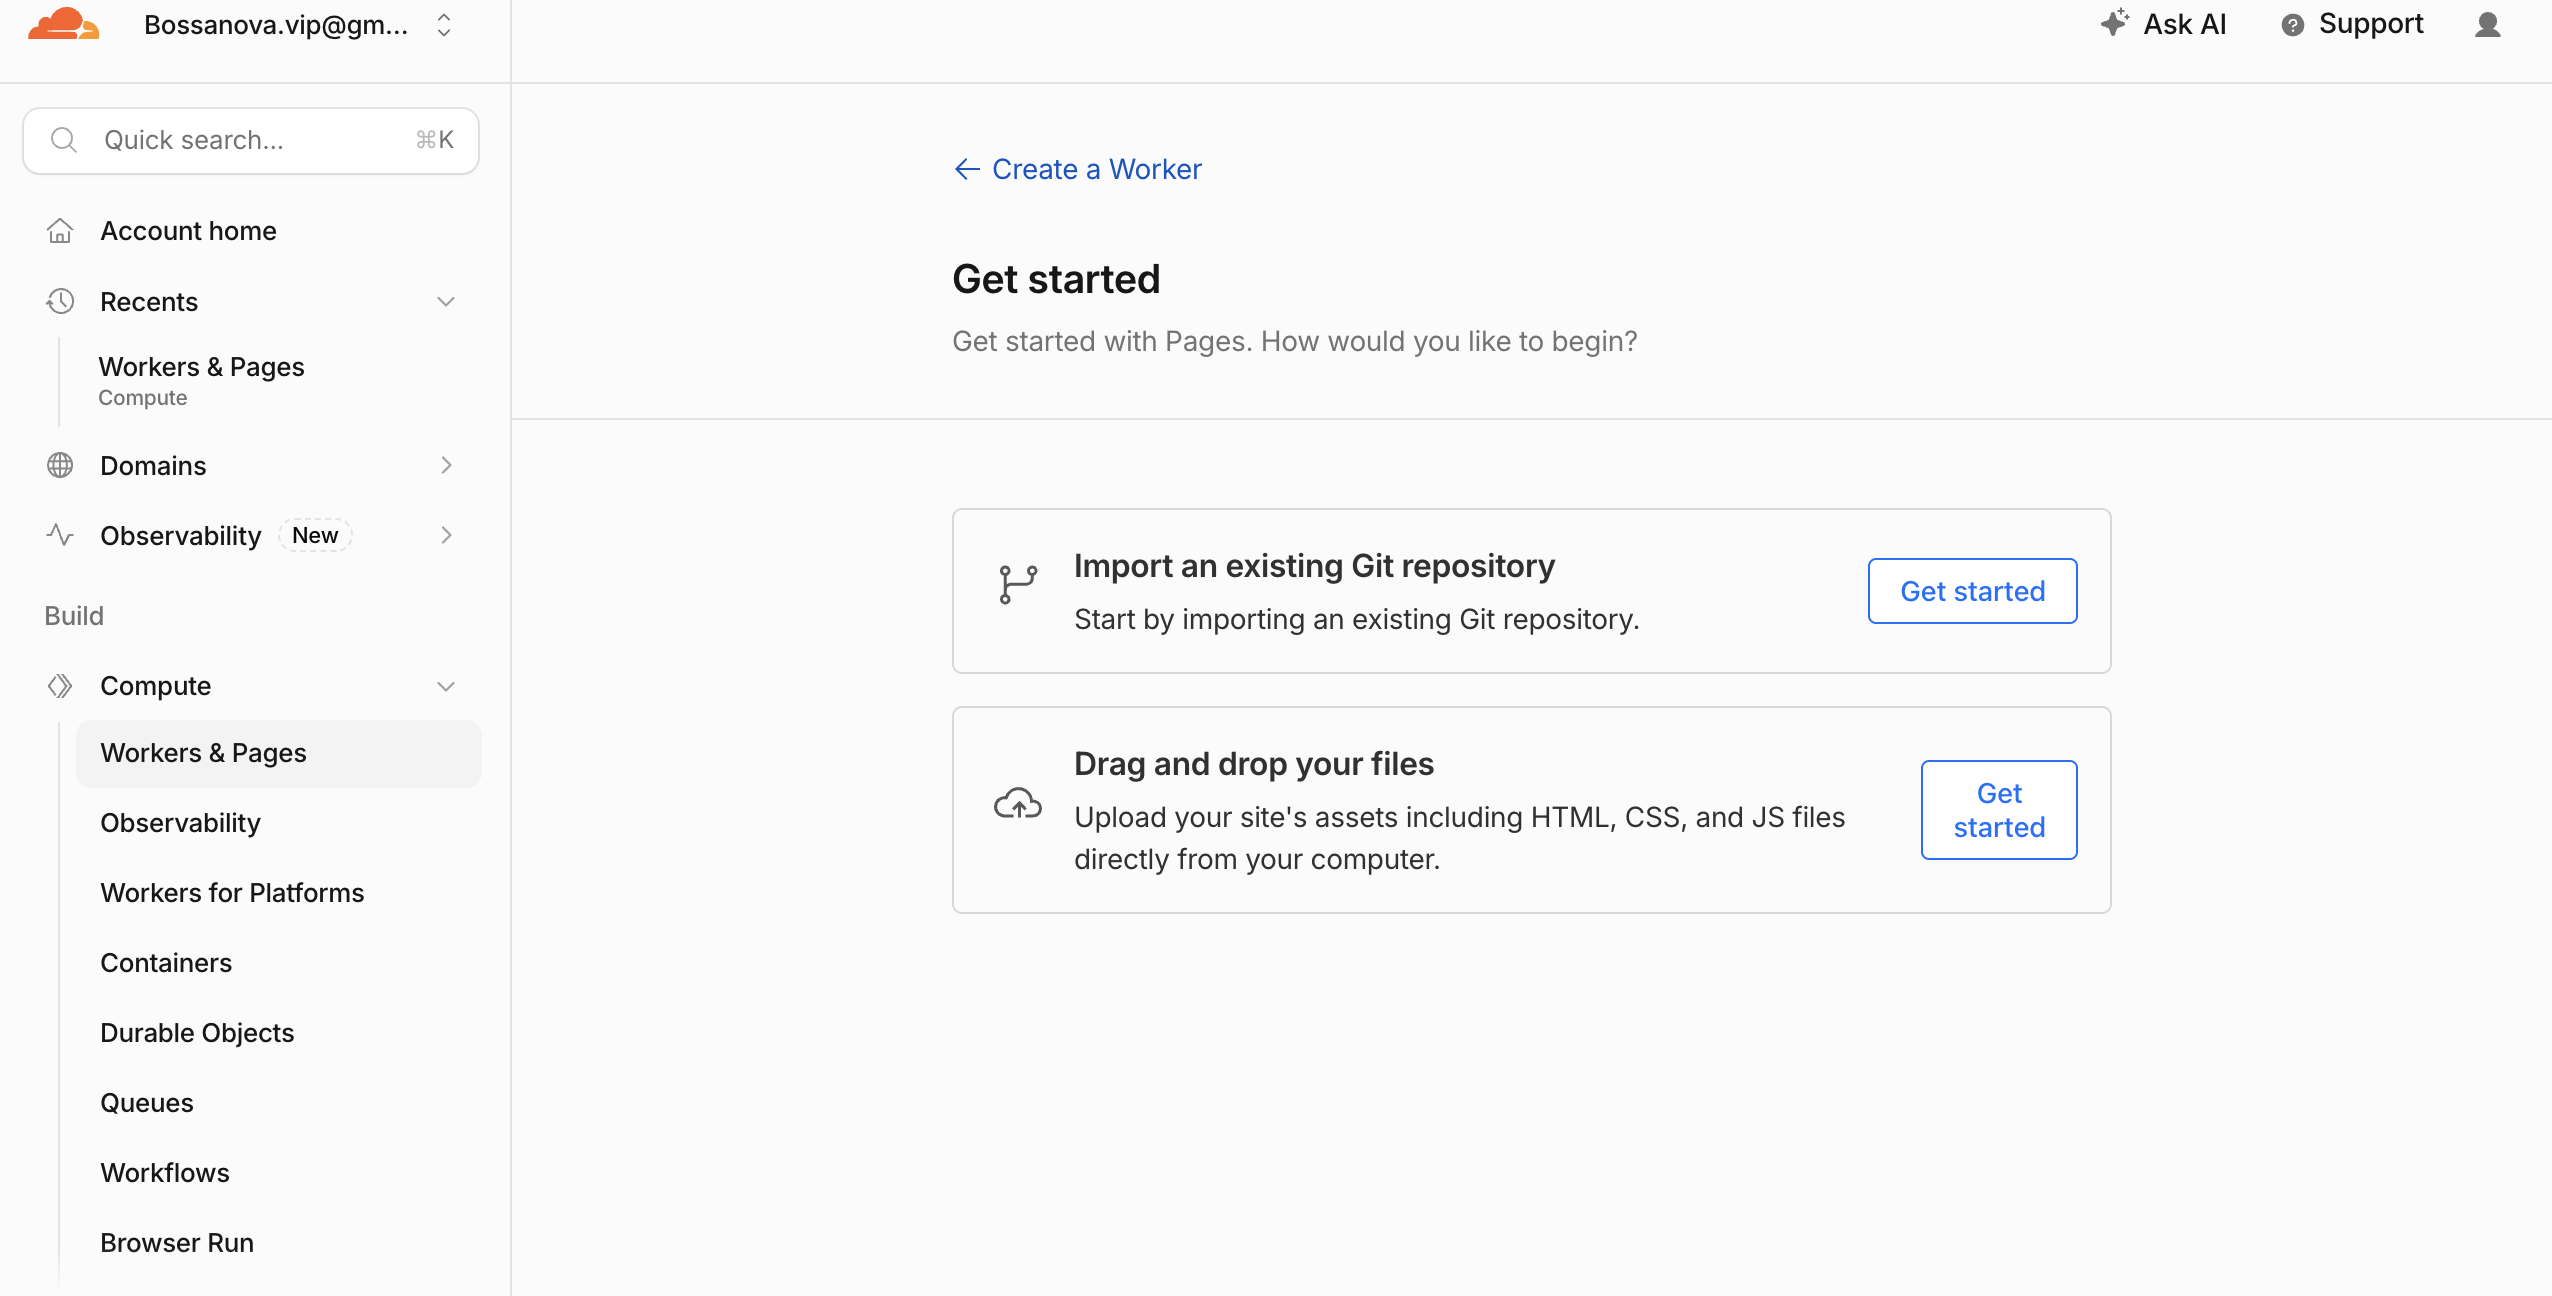 Bossanova.vip@gm...
Ask AI
Support
Quick search...
⌘K
Account home
Recents
Workers & Pages
Compute
Domains
Observability New
Build
Compute
Workers & Pages
Observability
Workers for Platforms
Containers
Durable Objects
Queues
Workflows
Browser Run
← Create a Worker
Get started
Get started with Pages. How would you like to begin?
Import an existing Git repository
Start by importing an existing Git repository.
Get started
Drag and drop your files
Upload your site's assets including HTML, CSS, and JS files
directly from your computer.
Get
started